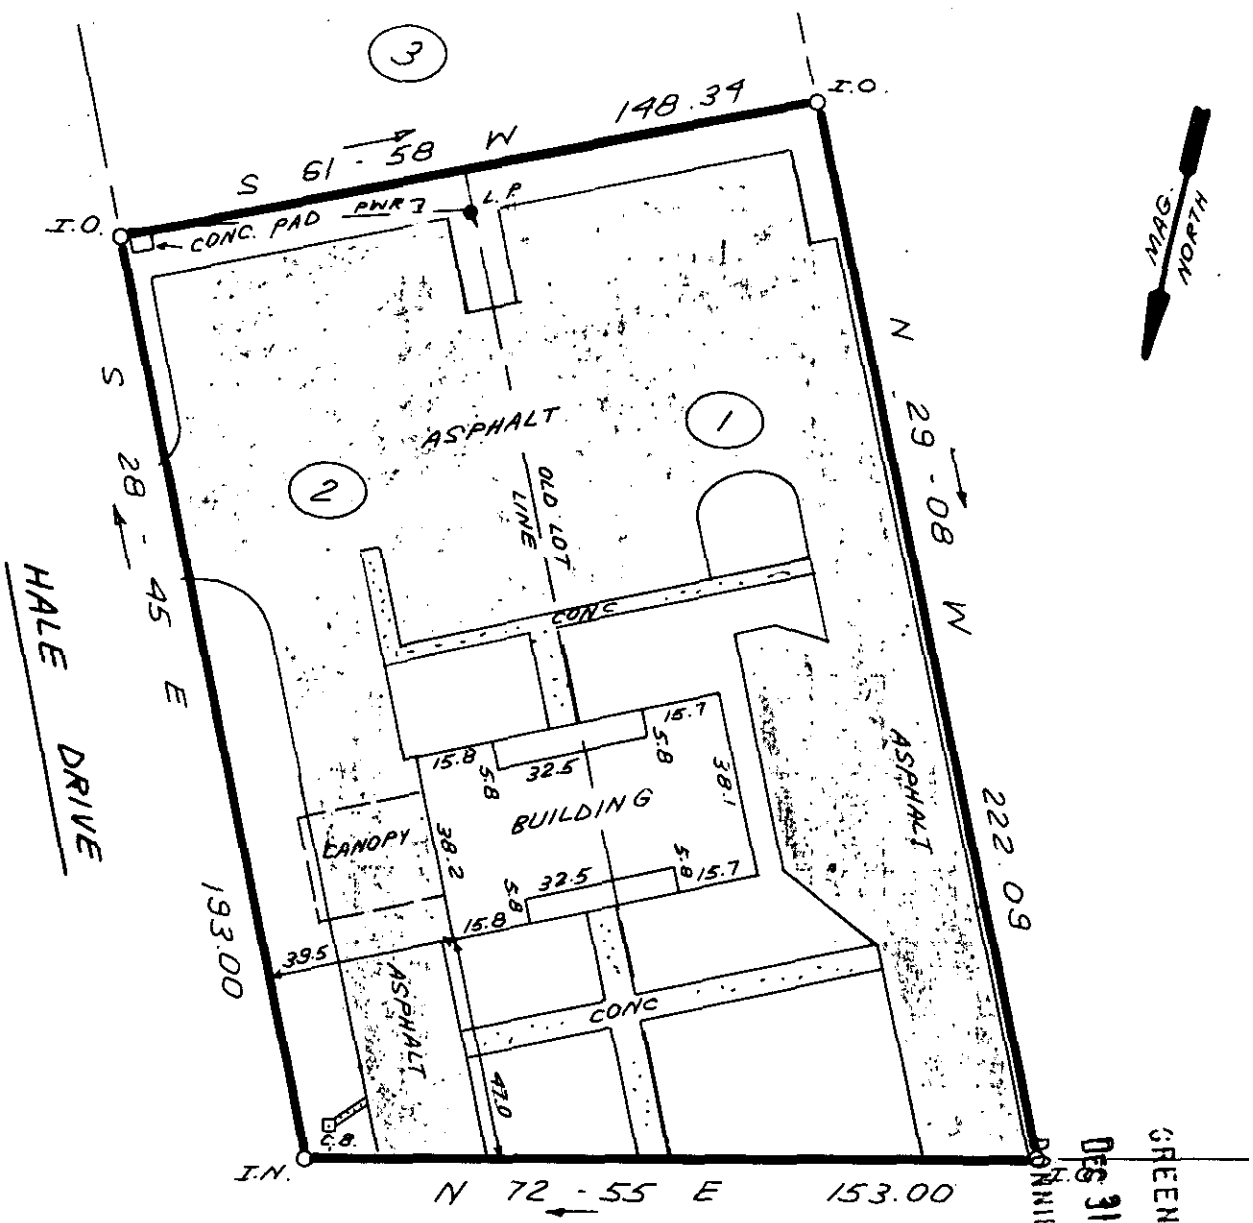 3
I.O.
148.34
S 61 - 58 W
I.O.
CONC. PAD
PWR
L.P.
MAG.
NORTH
N 29 - 08 W
222.09
S 28 - 45 E
193.00
ASPHALT
1
2
OLD LOT
LINE
HALE DRIVE
CONC
15.7
5.8
15.8
5.8
32.5
38.1
BUILDING
CANOPY
38.2
ASPHALT
32.5
5.8
15.7
5.8
15.8
39.5
ASPHALT
CONC
47.0
C.B.
I.N.
N 72 - 55 E
153.00
GREEN
DEC 31